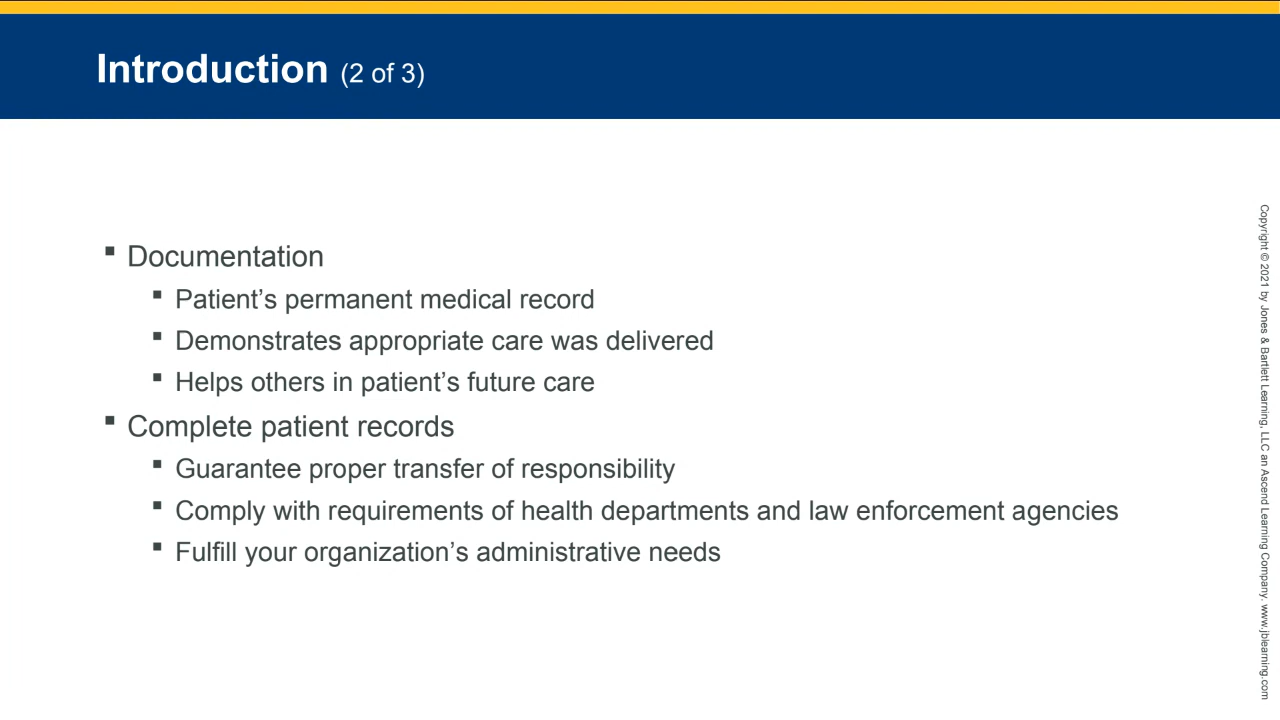 Introduction (2 of 3)
▪ Documentation
▪ Patient’s permanent medical record
▪ Demonstrates appropriate care was delivered
▪ Helps others in patient’s future care
▪ Complete patient records
▪ Guarantee proper transfer of responsibility
▪ Comply with requirements of health departments and law enforcement agencies
▪ Fulfill your organization’s administrative needs
Copyright © 2021 by Jones & Bartlett Learning, LLC an Ascend Learning Company. www.jblearning.com